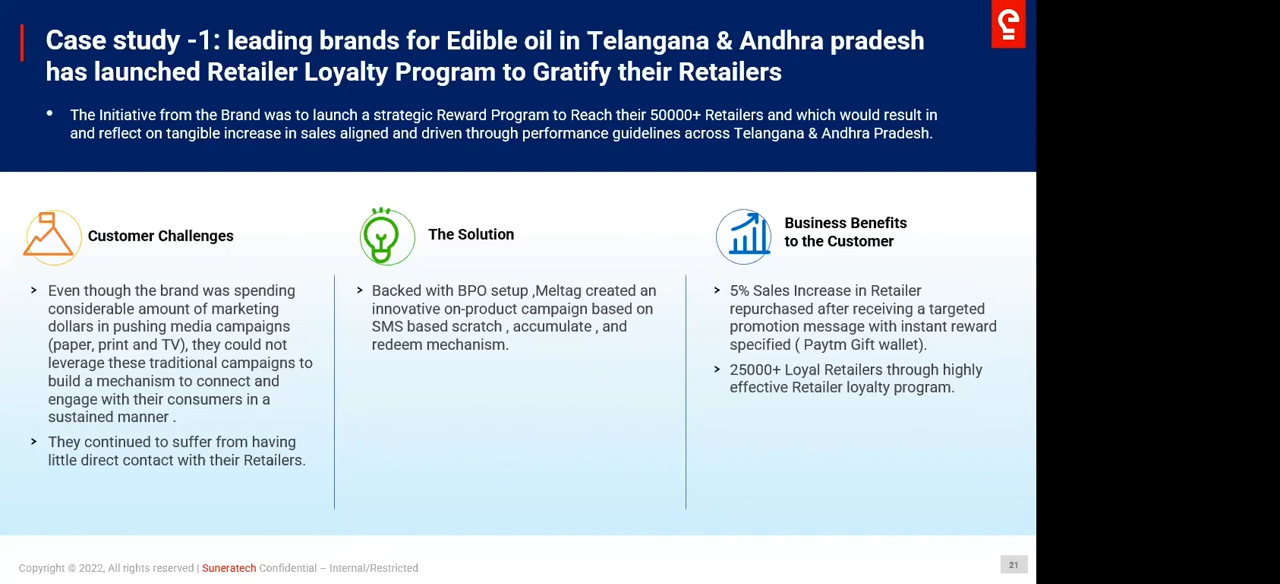 Case study -1: leading brands for Edible oil in Telangana & Andhra pradesh
has launched Retailer Loyalty Program to Gratify their Retailers
• The Initiative from the Brand was to launch a strategic Reward Program to Reach their 50000+ Retailers and which would result in
and reflect on tangible increase in sales aligned and driven through performance guidelines across Telangana & Andhra Pradesh.
Customer Challenges
> Even though the brand was spending
considerable amount of marketing
dollars in pushing media campaigns
(paper, print and TV), they could not
leverage these traditional campaigns to
build a mechanism to connect and
engage with their consumers in a
sustained manner .
> They continued to suffer from having
little direct contact with their Retailers.
The Solution
> Backed with BPO setup ,Meltag created an
innovative on-product campaign based on
SMS based scratch , accumulate , and
redeem mechanism.
Business Benefits
to the Customer
> 5% Sales Increase in Retailer
repurchased after receiving a targeted
promotion message with instant reward
specified ( Paytm Gift wallet).
> 25000+ Loyal Retailers through highly
effective Retailer loyalty program.
Copyright © 2022, All rights reserved | Suneratech Confidential – Internal/Restricted
21